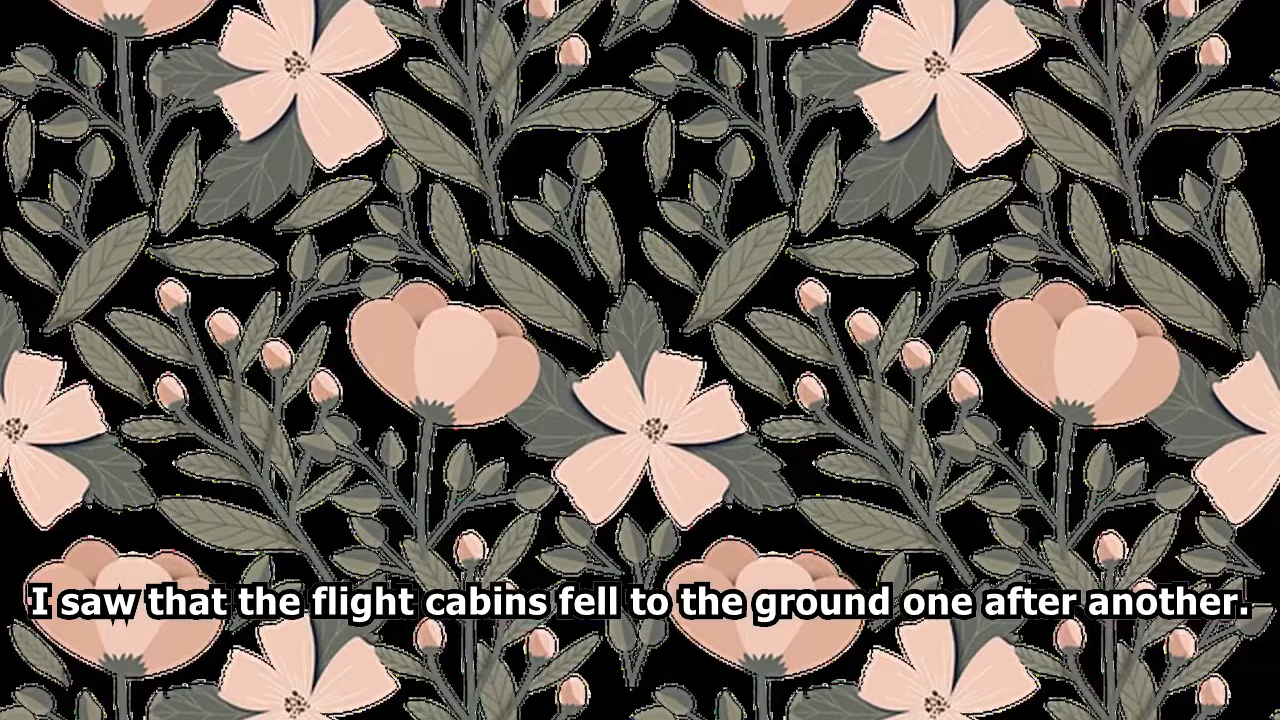 I saw that the flight cabins fell to the ground one after another.